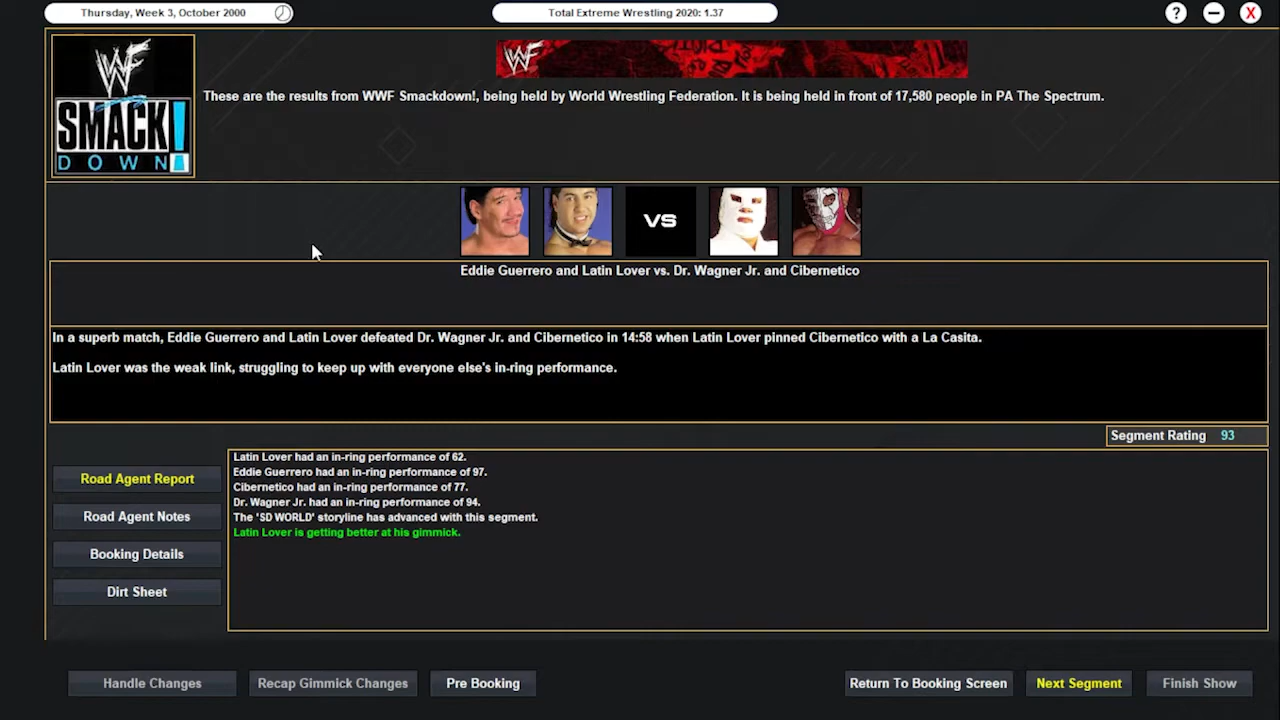 Thursday, Week 3, October 2000
Total Extreme Wrestling 2020: 1.37
?
X
WF
SMACK!
DOWN
These are the results from WWF Smackdown!, being held by World Wrestling Federation. It is being held in front of 17,580 people in PA The Spectrum.
VS
Eddie Guerrero and Latin Lover vs. Dr. Wagner Jr. and Cibernetico
In a superb match, Eddie Guerrero and Latin Lover defeated Dr. Wagner Jr. and Cibernetico in 14:58 when Latin Lover pinned Cibernetico with a La Casita.
Latin Lover was the weak link, struggling to keep up with everyone else's in-ring performance.
Segment Rating 93
Road Agent Report
Road Agent Notes
Booking Details
Dirt Sheet
Latin Lover had an in-ring performance of 62.
Eddie Guerrero had an in-ring performance of 97.
Cibernetico had an in-ring performance of 77.
Dr. Wagner Jr. had an in-ring performance of 94.
The 'SD WORLD' storyline has advanced with this segment.
Latin Lover is getting better at his gimmick.
Handle Changes
Recap Gimmick Changes
Pre Booking
Return To Booking Screen
Next Segment
Finish Show